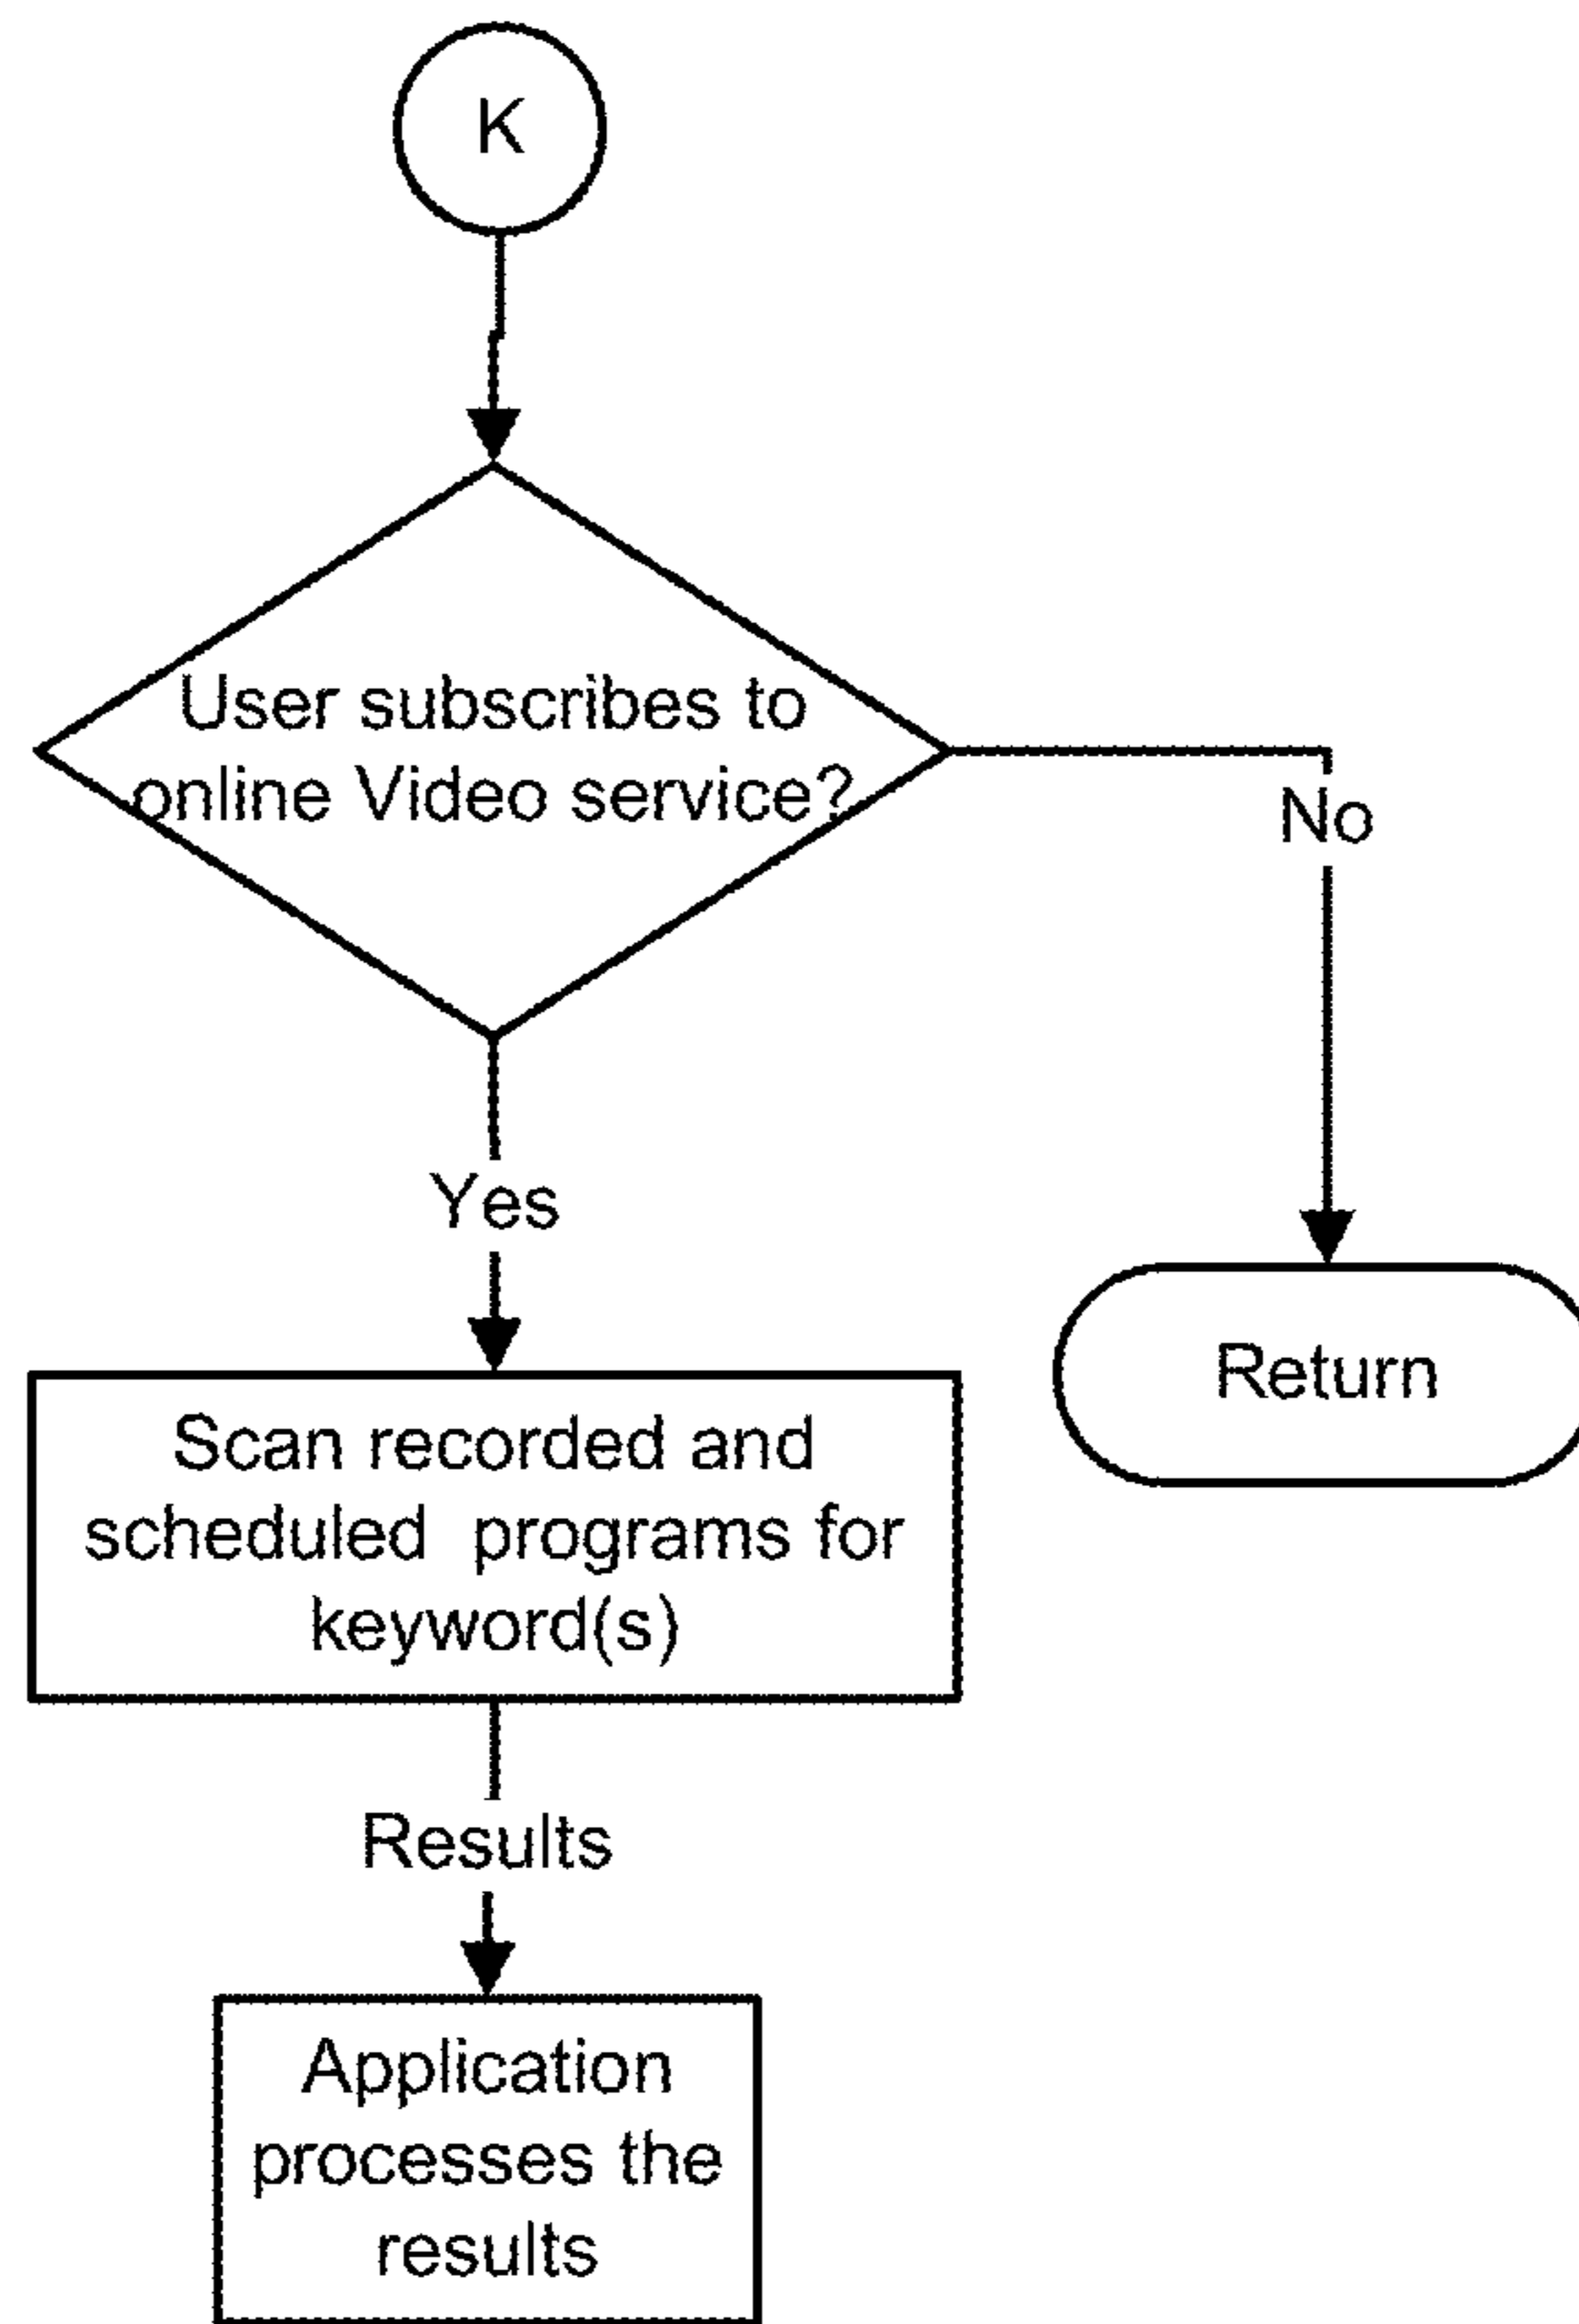 K
User subscribes to
online Video service?
No
Yes
Return
Scan recorded and
scheduled programs for
keyword(s)
Results
Application
processes the
results